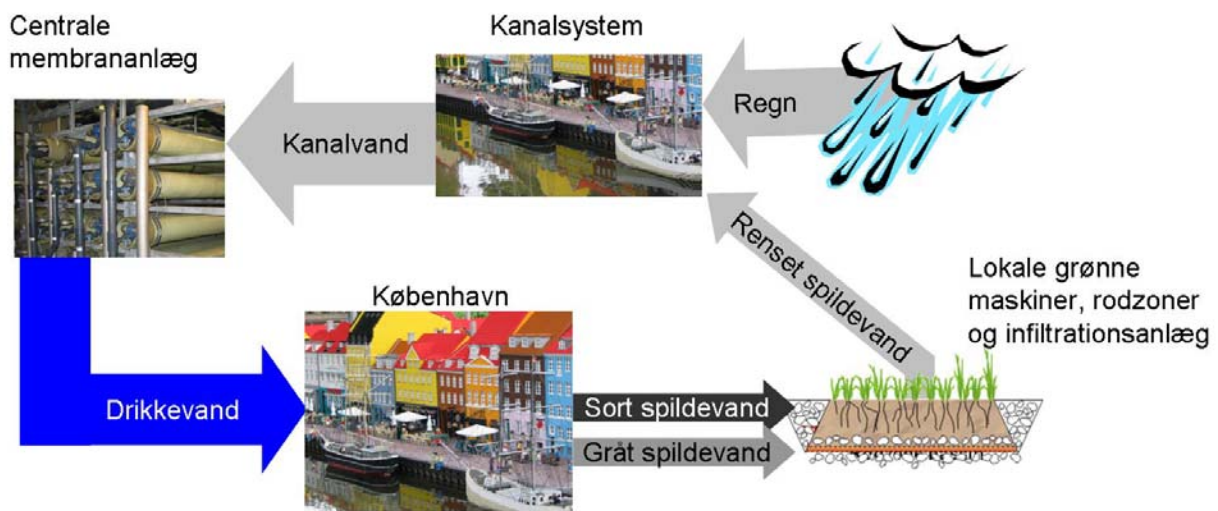 Centrale
membrananlæg
Kanalsystem
Regn
Kanalvand
Renset spildevand
Lokale grønne
maskiner, rodzoner
og infiltrationsanlæg
København
Drikkevand
Sort spildevand
Gråt spildevand